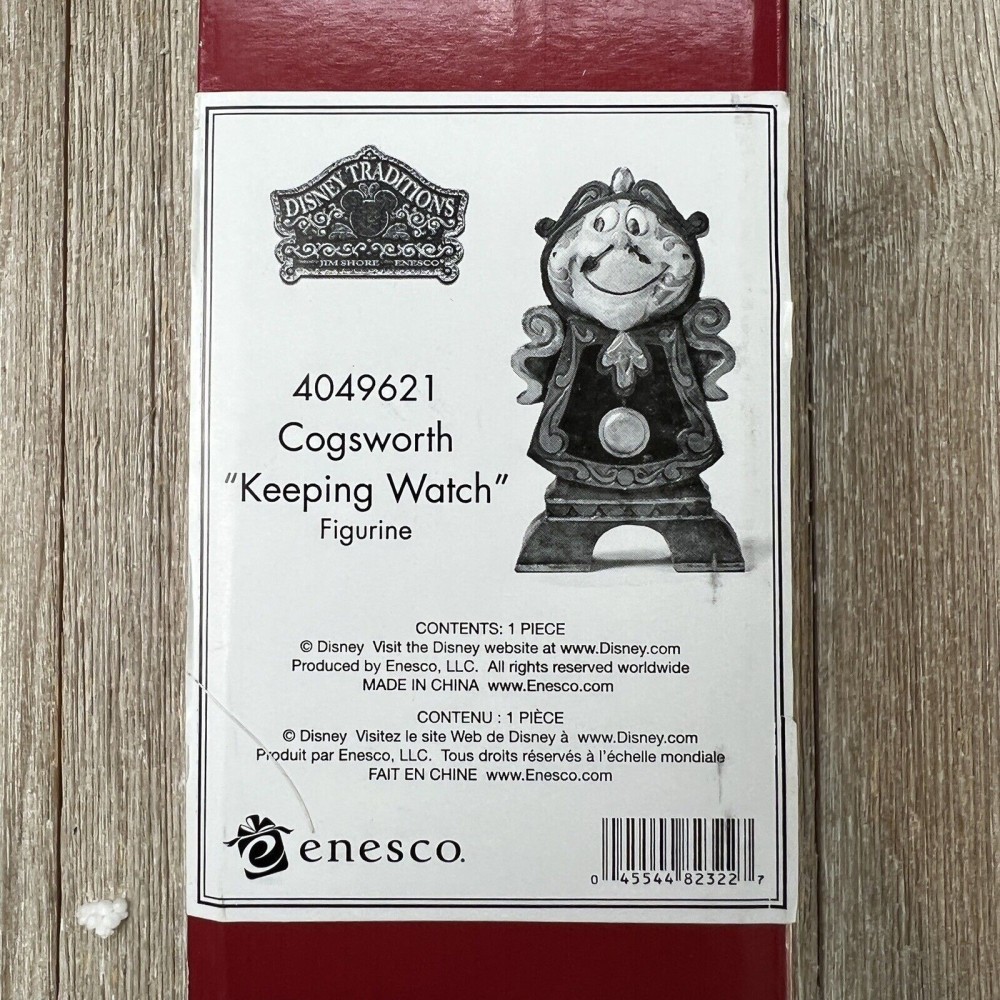 DISNEY TRADITIONS
JIM SHORE ENESCO
4049621
Cogsworth
"Keeping Watch"
Figurine
CONTENTS: 1 PIECE
© Disney Visit the Disney website at www.Disney.com
Produced by Enesco, LLC. All rights reserved worldwide
MADE IN CHINA www.Enesco.com
CONTENU : 1 PIÈCE
© Disney Visitez le site Web de Disney à www.Disney.com
Produit par Enesco, LLC. Tous droits réservés à l'échelle mondiale
FAIT EN CHINE www.Enesco.com
enesco.
0 45544 82322 7